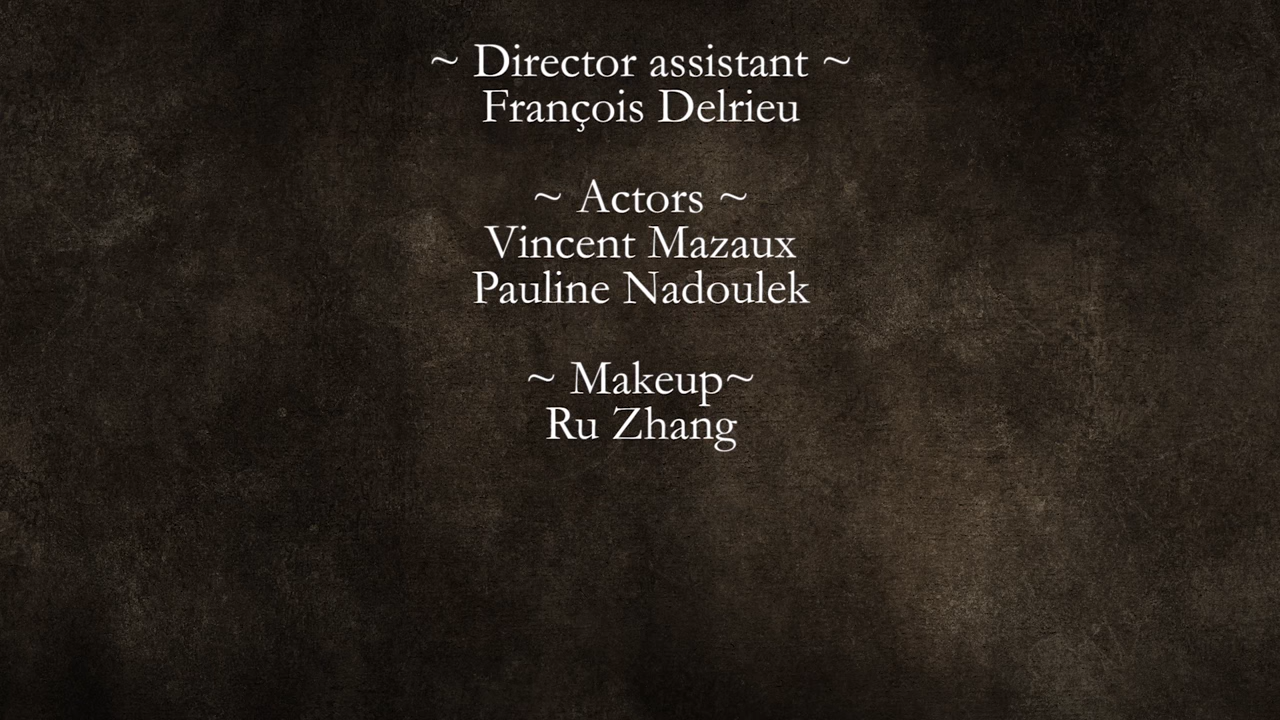 ~ Director assistant ~
François Delrieu
~ Actors ~
Vincent Mazaux
Pauline Nadoulek
~ Makeup~
Ru Zhang